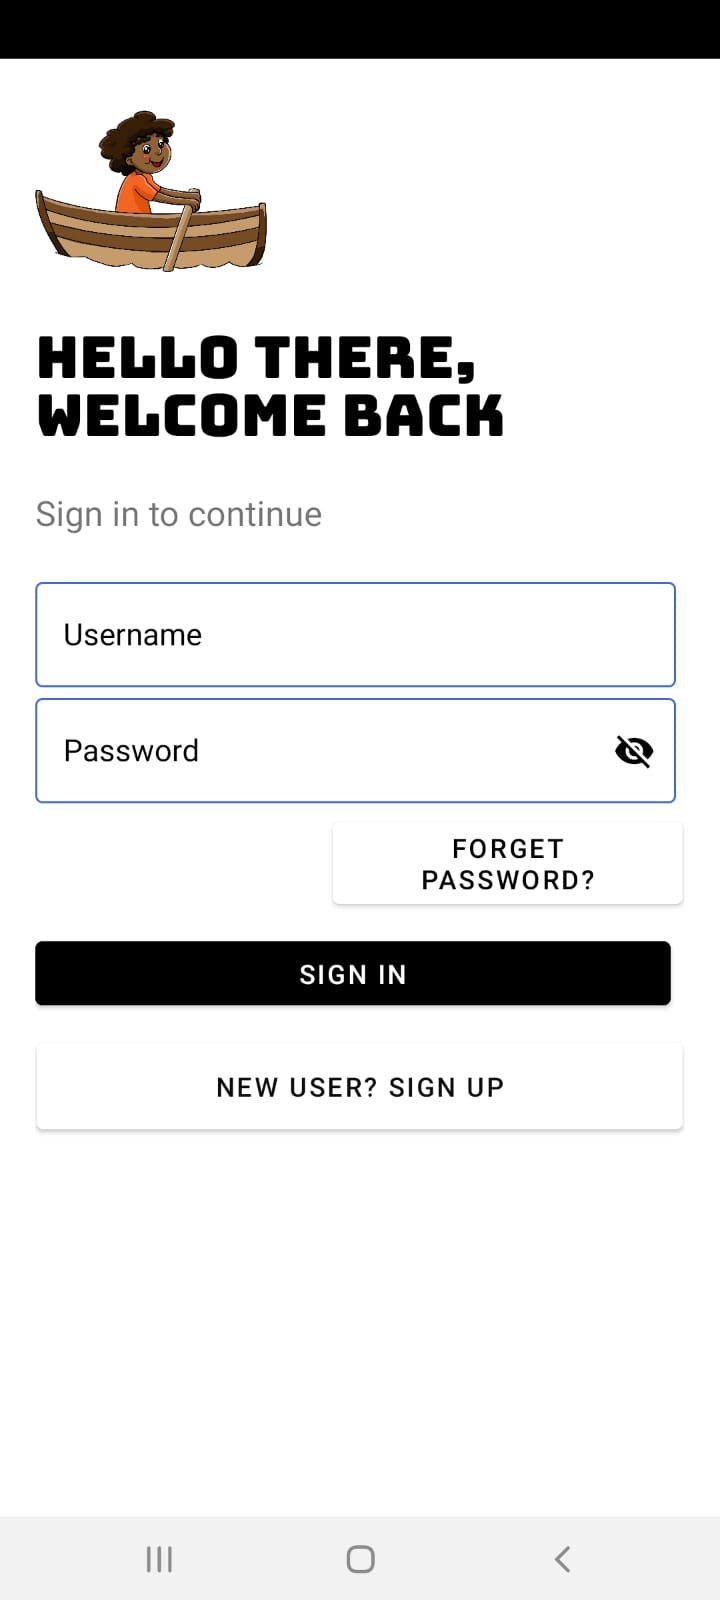 HELLO THERE,
WELCOME BACK
Sign in to continue
Username
Password
FORGET
PASSWORD?
SIGN IN
NEW USER? SIGN UP